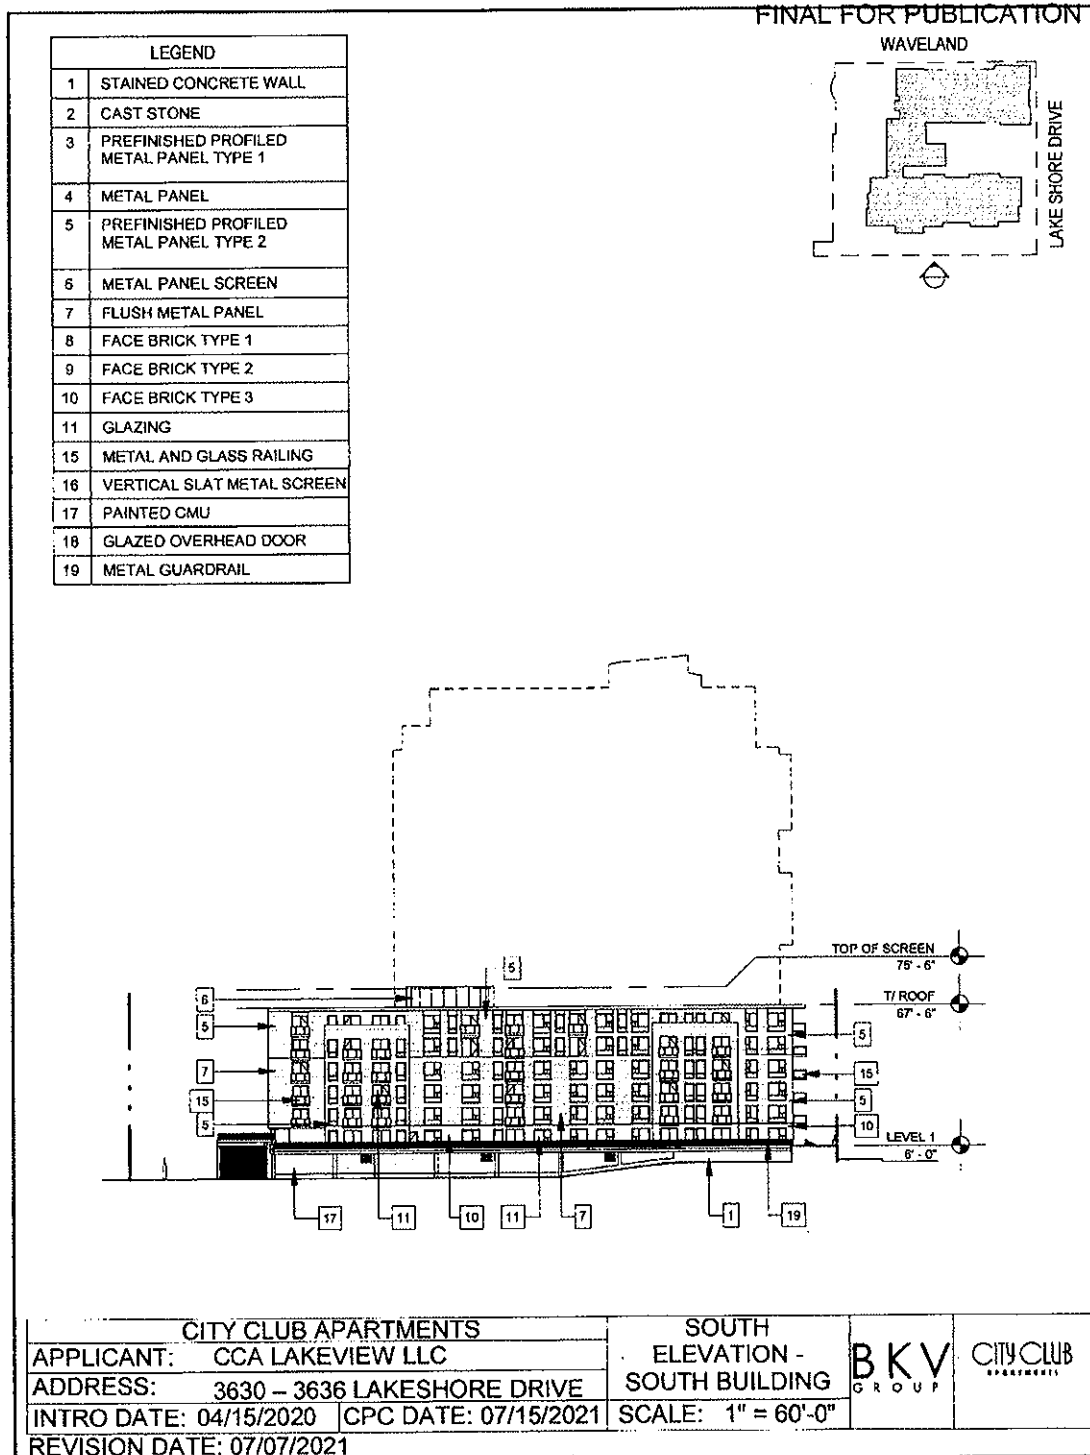 FINAL FOR PUBLICATION
WAVELAND
LAKE SHORE DRIVE
LEGEND
1 STAINED CONCRETE WALL
2 CAST STONE
3 PREFINISHED PROFILED
METAL PANEL TYPE 1
4 METAL PANEL
5 PREFINISHED PROFILED
METAL PANEL TYPE 2
6 METAL PANEL SCREEN
7 FLUSH METAL PANEL
8 FACE BRICK TYPE 1
9 FACE BRICK TYPE 2
10 FACE BRICK TYPE 3
11 GLAZING
15 METAL AND GLASS RAILING
16 VERTICAL SLAT METAL SCREEN
17 PAINTED CMU
18 GLAZED OVERHEAD DOOR
19 METAL GUARDRAIL
TOP OF SCREEN
75' - 6"
T/ ROOF
67' - 6"
LEVEL 1
6' - 0"
5
6
5
7
15
5
5
15
5
10
17 11 10 11 7 1 19
CITY CLUB APARTMENTS
APPLICANT: CCA LAKEVIEW LLC
ADDRESS: 3630 – 3636 LAKESHORE DRIVE
INTRO DATE: 04/15/2020 CPC DATE: 07/15/2021
REVISION DATE: 07/07/2021
SOUTH
ELEVATION -
SOUTH BUILDING
SCALE: 1" = 60'-0"
BKV
GROUP
CITY CLUB
APARTMENTS